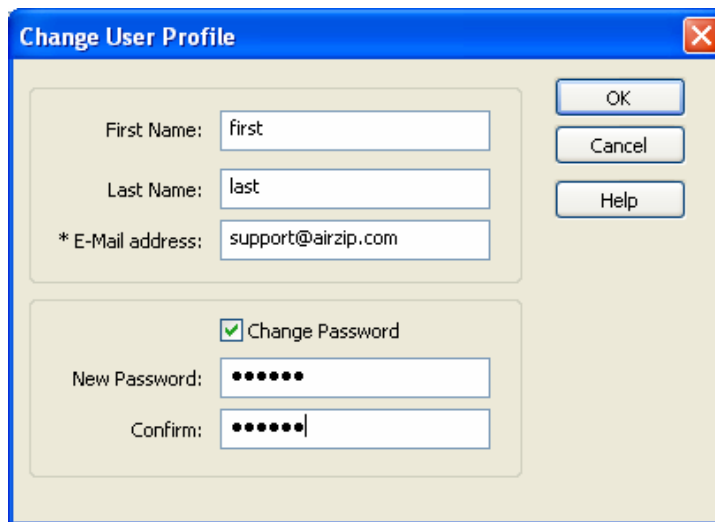 Change User Profile
First Name: first
Last Name: last
* E-Mail address: support@airzip.com
Change Password
New Password: ●●●●●●
Confirm: ●●●●●●
OK
Cancel
Help